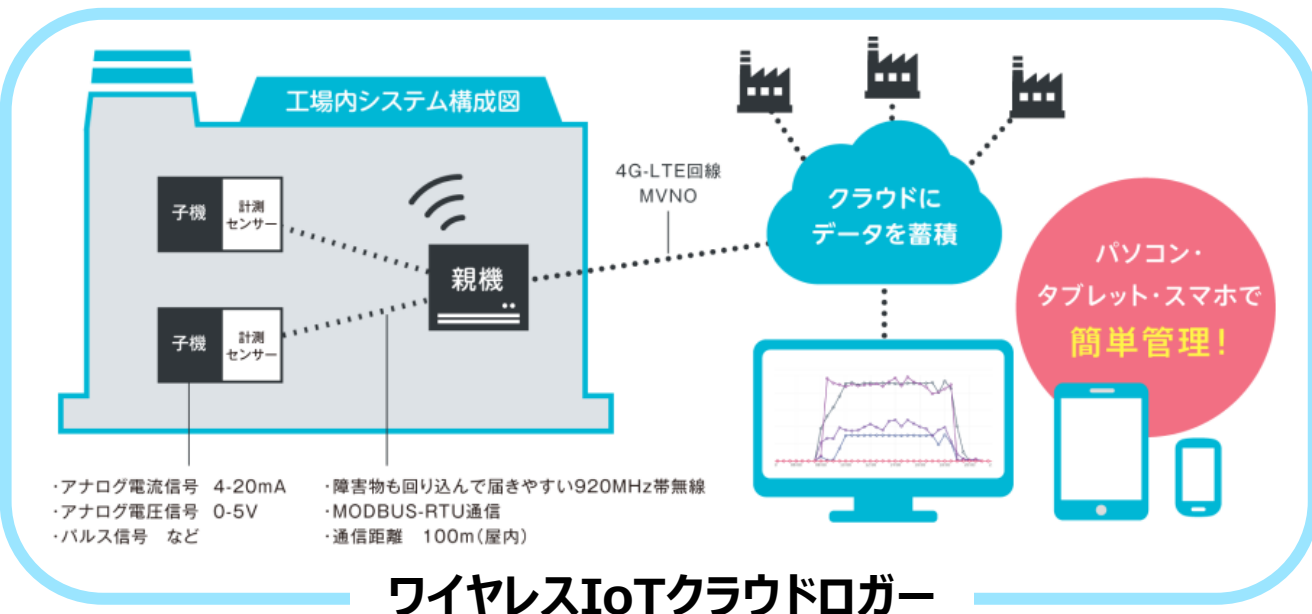 工場内システム構成図
子機
計測
センサー
親機
子機
計測
センサー
4G-LTE回線
MVNO
クラウドに
データを蓄積
パソコン・
タブレット・スマホで
簡単管理!
・アナログ電流信号 4-20mA
・アナログ電圧信号 0-5V
・パルス信号 など
・障害物も回り込んで届きやすい920MHz帯無線
・MODBUS-RTU通信
・通信距離 100m(屋内)
ワイヤレスIoTクラウドロガー